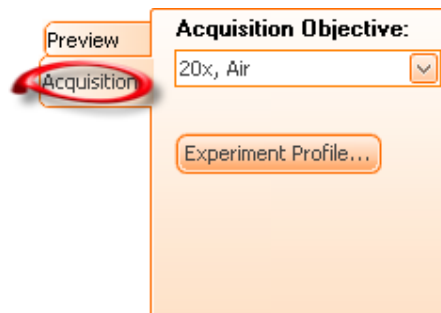 Preview
Acquisition
Acquisition Objective:
20x, Air
Experiment Profile...